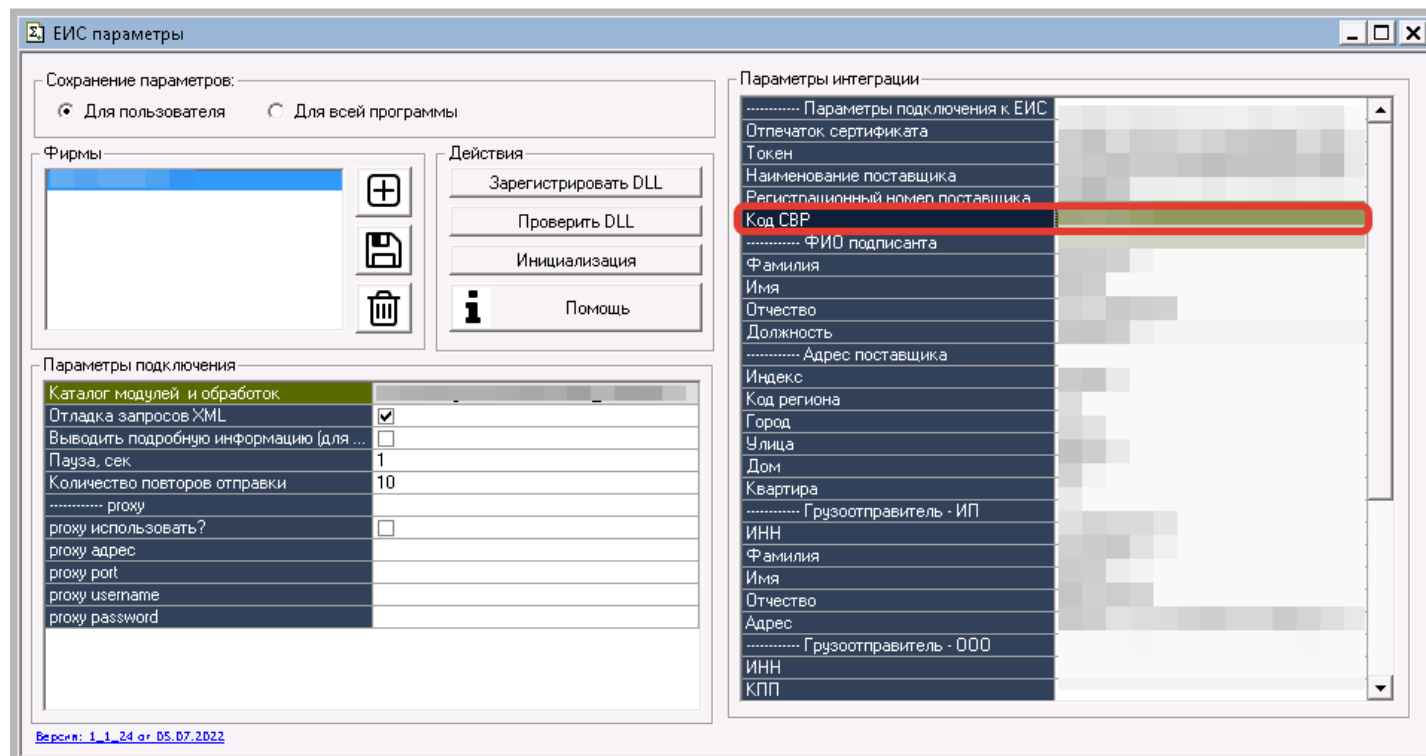 ЕИС параметры
Сохранение параметров:
Для пользователя
Для всей программы
Фирмы
Действия
Зарегистрировать DLL
Проверить DLL
Инициализация
Помощь
Параметры подключения
Каталог модулей и обработок
Отладка запросов XML
Выводить подробную информацию (для ...
Пауза, сек 1
Количество повторов отправки 10
----------- proxy
proxy использовать?
proxy адрес
proxy port
proxy username
proxy password
Версия: 1_1_24 от 05.07.2022
Параметры интеграции
----------- Параметры подключения к ЕИС
Отпечаток сертификата
Токен
Наименование поставщика
Регистрационный номер поставщика
Код СВР
----------- ФИО подписанта
Фамилия
Имя
Отчество
Должность
----------- Адрес поставщика
Индекс
Код региона
Город
Улица
Дом
Квартира
----------- Грузоотправитель - ИП
ИНН
Фамилия
Имя
Отчество
Адрес
----------- Грузоотправитель - ООО
ИНН
КПП